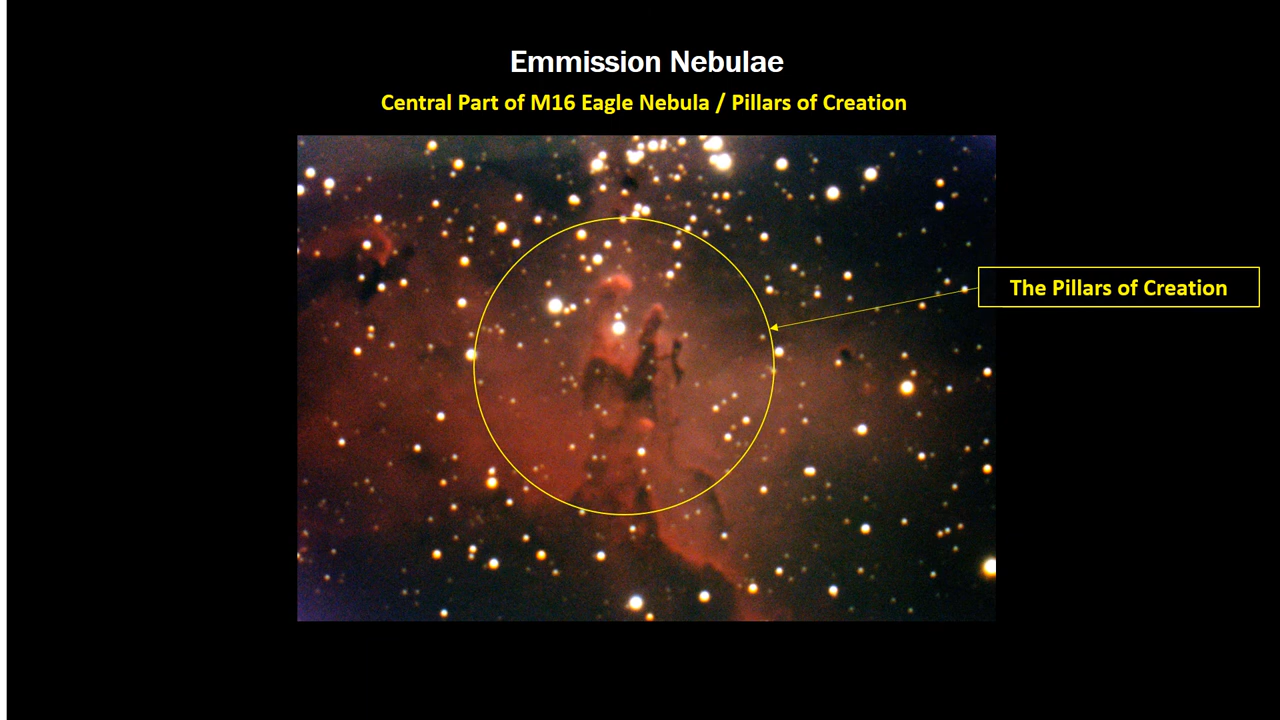 Emmission Nebulae
Central Part of M16 Eagle Nebula / Pillars of Creation
The Pillars of Creation